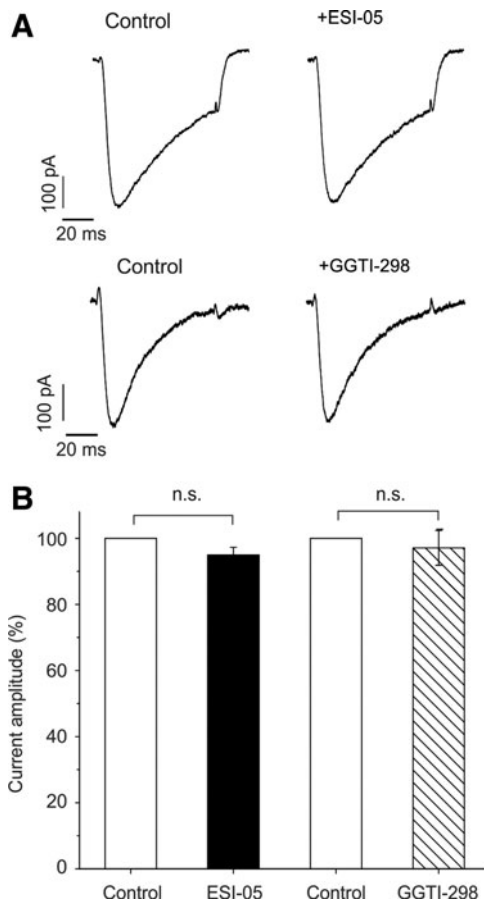 A
Control
+ESI-05
100 pA
20 ms
Control
+GGTI-298
100 pA
20 ms
B
n.s.
n.s.
100
80
60
40
20
0
Current amplitude (%)
Control
ESI-05
Control
GGTI-298